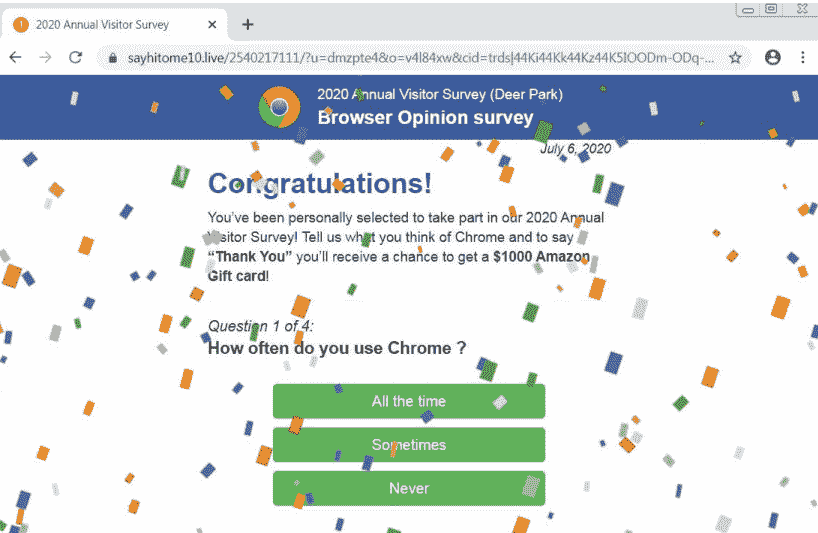 2020 Annual Visitor Survey
sayhitome10.live/2540217111/?u=dmzpte4&o=v4l84xw&cid=trds|44Ki44Kk44Kz44K5IOODm-ODq-...
2020 Annual Visitor Survey (Deer Park)
Browser Opinion survey
July 6, 2020
Congratulations!
You've been personally selected to take part in our 2020 Annual
Visitor Survey! Tell us what you think of Chrome and to say
“Thank You” you'll receive a chance to get a $1000 Amazon
Gift card!
Question 1 of 4:
How often do you use Chrome ?
All the time
Sometimes
Never